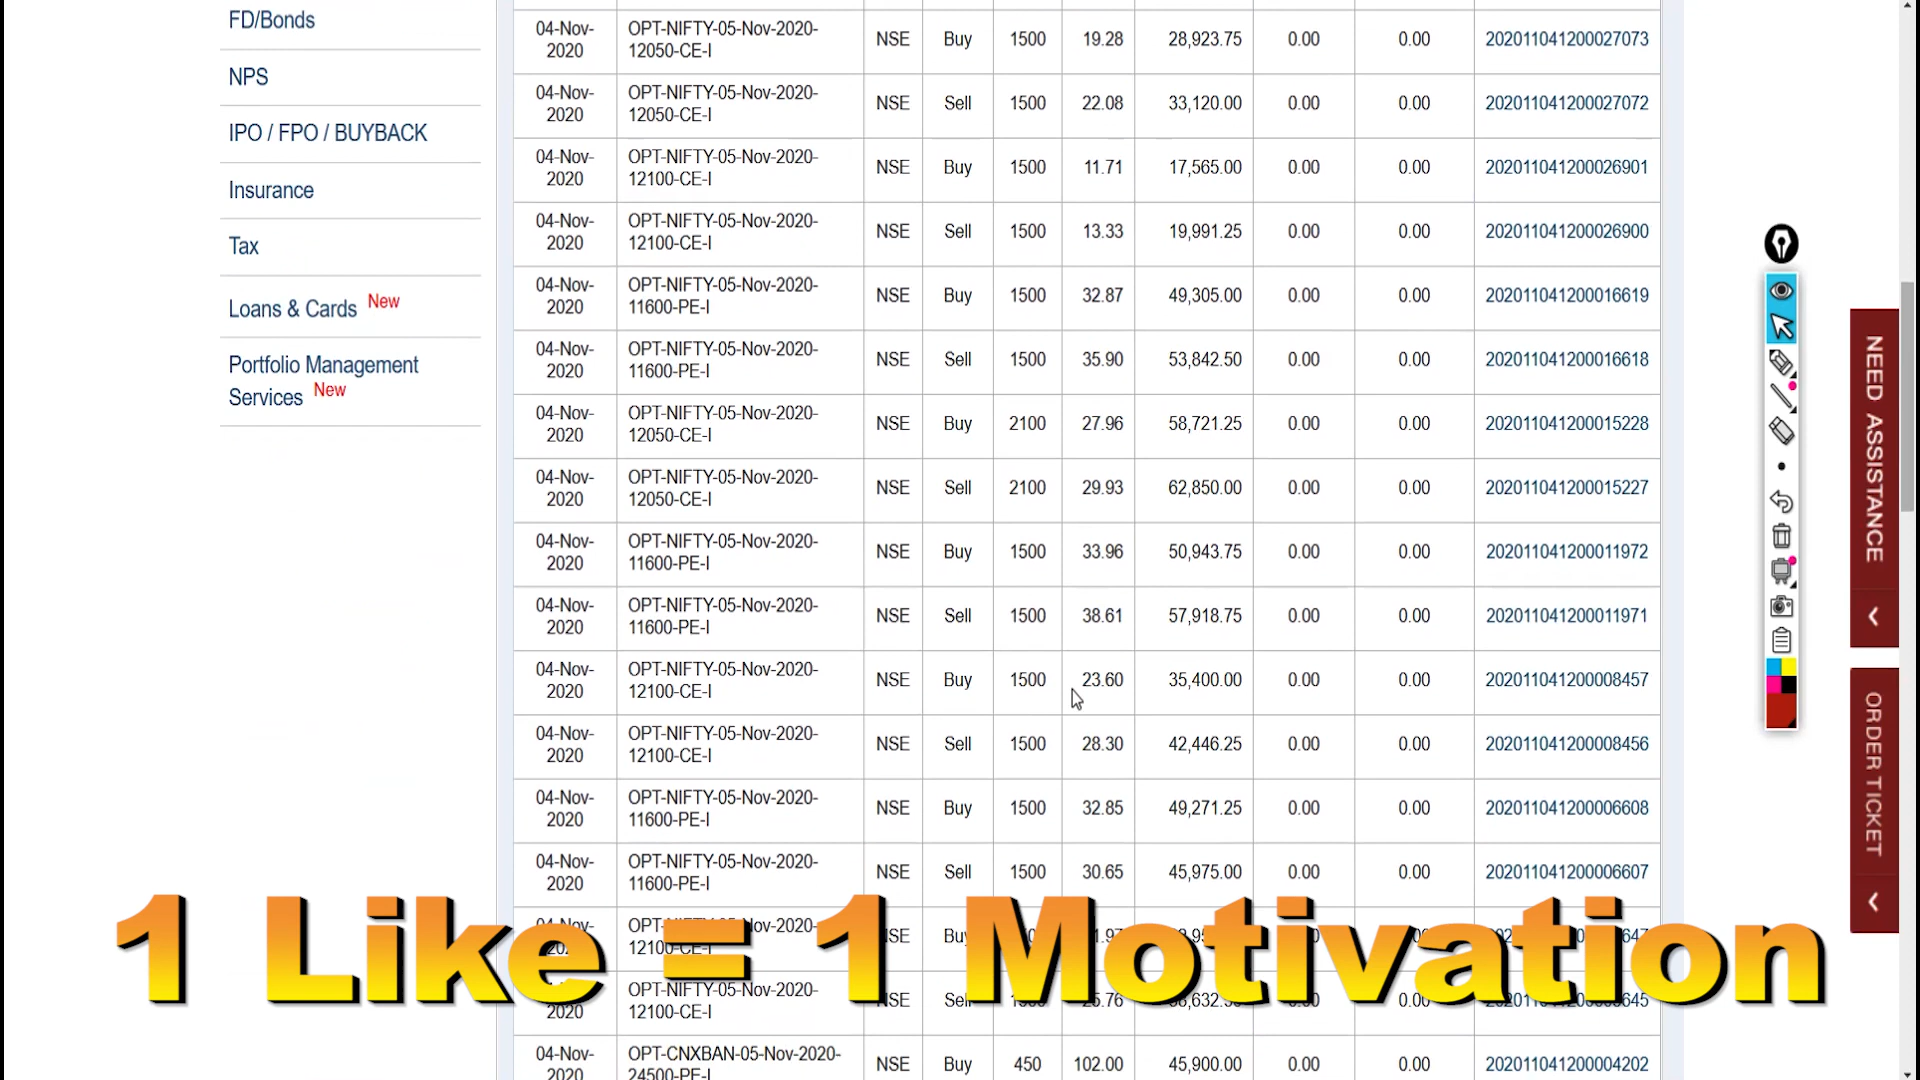 FD/Bonds
NPS
IPO / FPO / BUYBACK
Insurance
Tax
Loans & Cards New
Portfolio Management
Services New
04-Nov-2020 OPT-NIFTY-05-Nov-2020-12050-CE-I NSE Buy 1500 19.28 28,923.75 0.00 0.00 202011041200027073
04-Nov-2020 OPT-NIFTY-05-Nov-2020-12050-CE-I NSE Sell 1500 22.08 33,120.00 0.00 0.00 202011041200027072
04-Nov-2020 OPT-NIFTY-05-Nov-2020-12100-CE-I NSE Buy 1500 11.71 17,565.00 0.00 0.00 202011041200026901
04-Nov-2020 OPT-NIFTY-05-Nov-2020-12100-CE-I NSE Sell 1500 13.33 19,991.25 0.00 0.00 202011041200026900
04-Nov-2020 OPT-NIFTY-05-Nov-2020-11600-PE-I NSE Buy 1500 32.87 49,305.00 0.00 0.00 202011041200016619
04-Nov-2020 OPT-NIFTY-05-Nov-2020-11600-PE-I NSE Sell 1500 35.90 53,842.50 0.00 0.00 202011041200016618
04-Nov-2020 OPT-NIFTY-05-Nov-2020-12050-CE-I NSE Buy 2100 27.96 58,721.25 0.00 0.00 202011041200015228
04-Nov-2020 OPT-NIFTY-05-Nov-2020-12050-CE-I NSE Sell 2100 29.93 62,850.00 0.00 0.00 202011041200015227
04-Nov-2020 OPT-NIFTY-05-Nov-2020-11600-PE-I NSE Buy 1500 33.96 50,943.75 0.00 0.00 202011041200011972
04-Nov-2020 OPT-NIFTY-05-Nov-2020-11600-PE-I NSE Sell 1500 38.61 57,918.75 0.00 0.00 202011041200011971
04-Nov-2020 OPT-NIFTY-05-Nov-2020-12100-CE-I NSE Buy 1500 23.60 35,400.00 0.00 0.00 202011041200008457
04-Nov-2020 OPT-NIFTY-05-Nov-2020-12100-CE-I NSE Sell 1500 28.30 42,446.25 0.00 0.00 202011041200008456
04-Nov-2020 OPT-NIFTY-05-Nov-2020-11600-PE-I NSE Buy 1500 32.85 49,271.25 0.00 0.00 202011041200006608
04-Nov-2020 OPT-NIFTY-05-Nov-2020-11600-PE-I NSE Sell 1500 30.65 45,975.00 0.00 0.00 202011041200006607
12100-CE-I NSE
2020 OPT-NIFTY-05-Nov-2020-12100-CE-I NSE
04-Nov-2020 OPT-CNXBAN-05-Nov-2020-24500-PE-I NSE Buy 450 102.00 45,900.00 0.00 0.00 202011041200004202
1 Like = 1 Motivation
NEED ASSISTANCE
ORDER TICKET